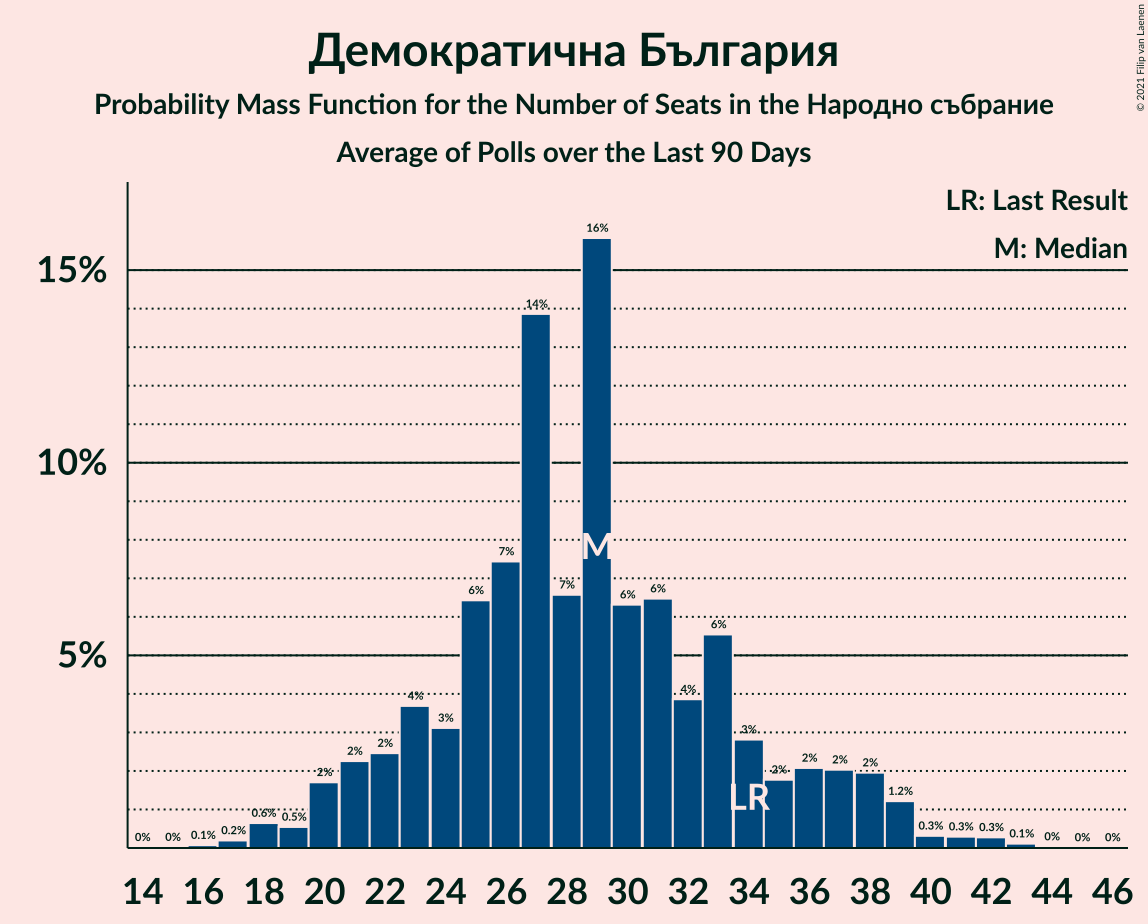 Демократична България
Probability Mass Function for the Number of Seats in the Народно събрание
Average of Polls over the Last 90 Days
© 2021 Filip van Laenen
LR: Last Result
M: Median
15%
10%
5%
0% 0% 0.1% 0.2% 0.6% 0.5% 2% 2% 2% 4% 3% 6% 7% 14% 7% 16% 6% 6% 4% 6% 3% 2% 2% 2% 2% 1.2% 0.3% 0.3% 0.3% 0.1% 0% 0% 0%
M
LR
14 16 18 20 22 24 26 28 30 32 34 36 38 40 42 44 46